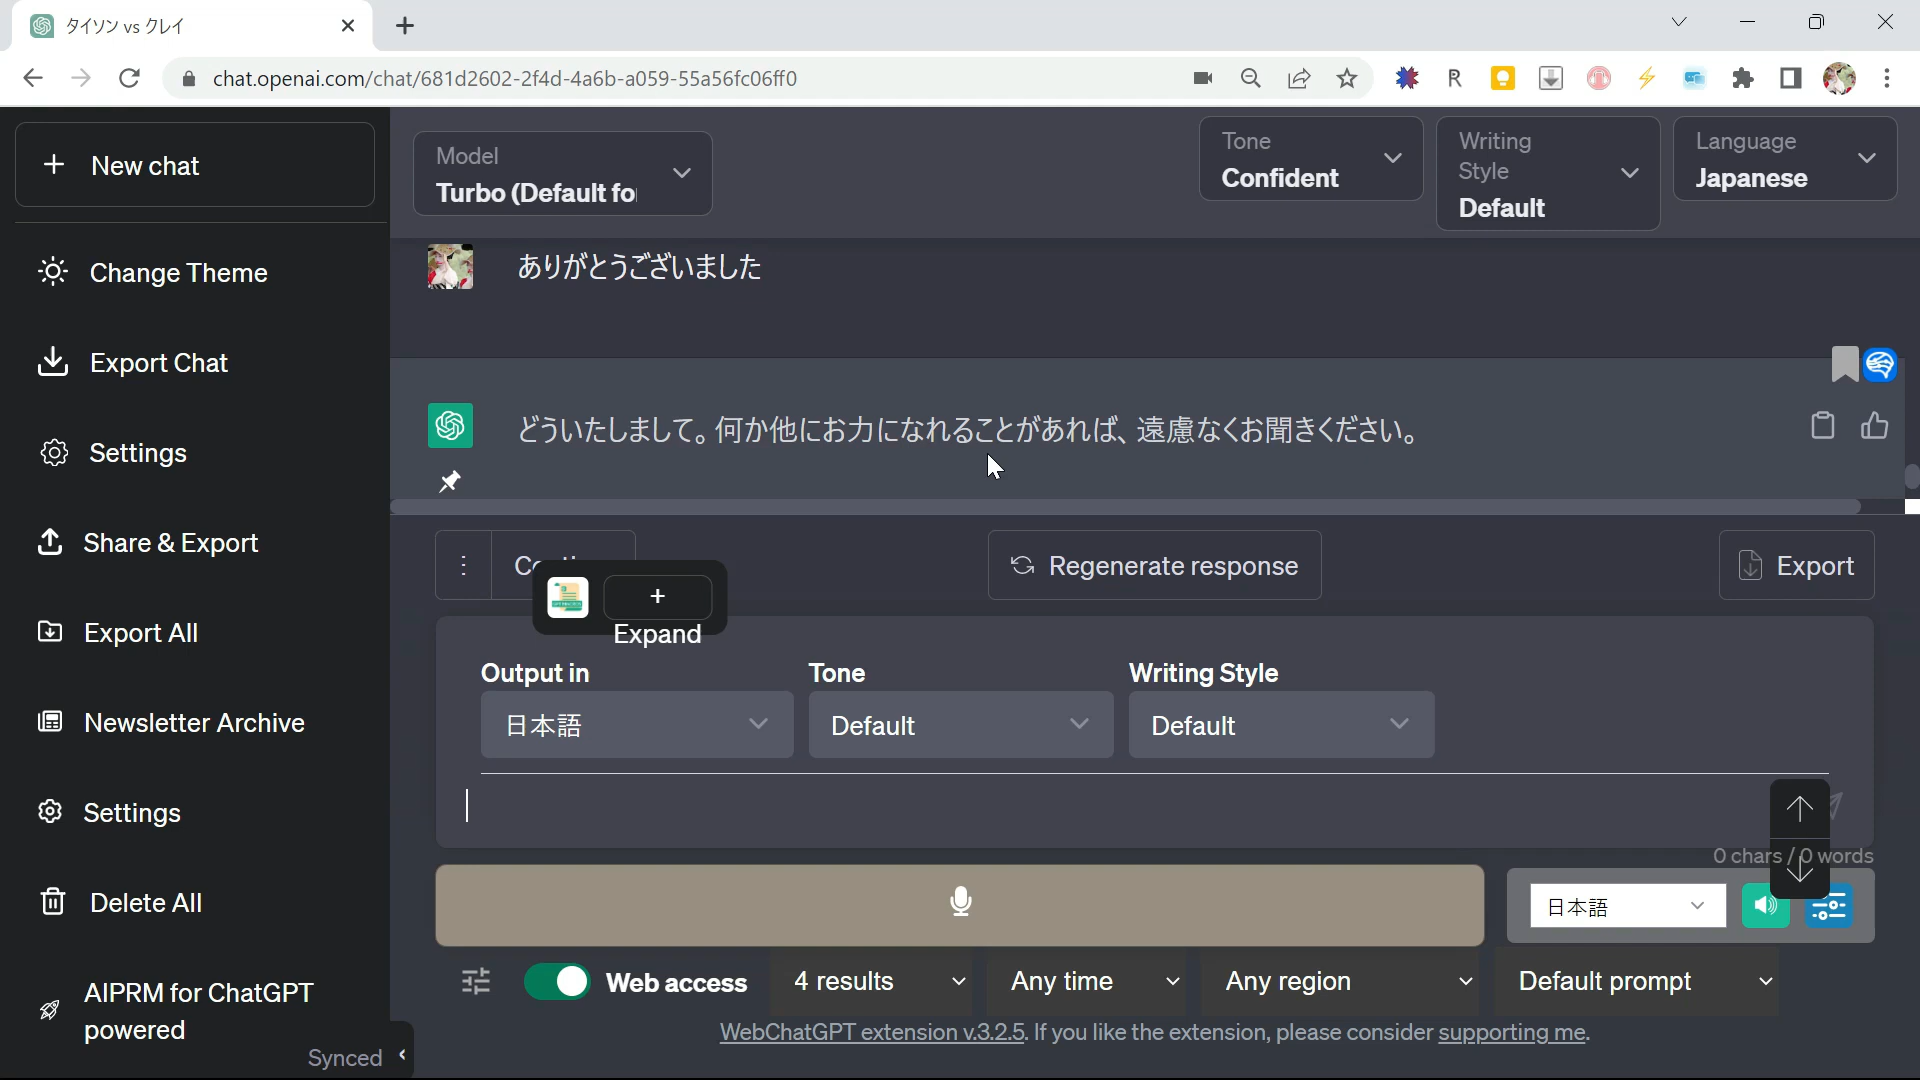 タイソン vs クレイ
chat.openai.com/chat/681d2602-2f4d-4a6b-a059-55a56fc06ff0
R
New chat
Change Theme
Export Chat
Settings
Share & Export
Export All
Newsletter Archive
Settings
Delete All
AIPRM for ChatGPT
powered
Synced
Model
Turbo (Default fo
Tone
Confident
Writing
Style
Default
Language
Japanese
ありがとうございました
どういたしまして。何か他にお力になれることがあれば、遠慮なくお聞きください。
Regenerate response
Export
Expand
Output in
Tone
Writing Style
日本語
Default
Default
0 chars / 0 words
日本語
Web access
4 results
Any time
Any region
Default prompt
WebChatGPT extension v.3.2.5. If you like the extension, please consider supporting me.